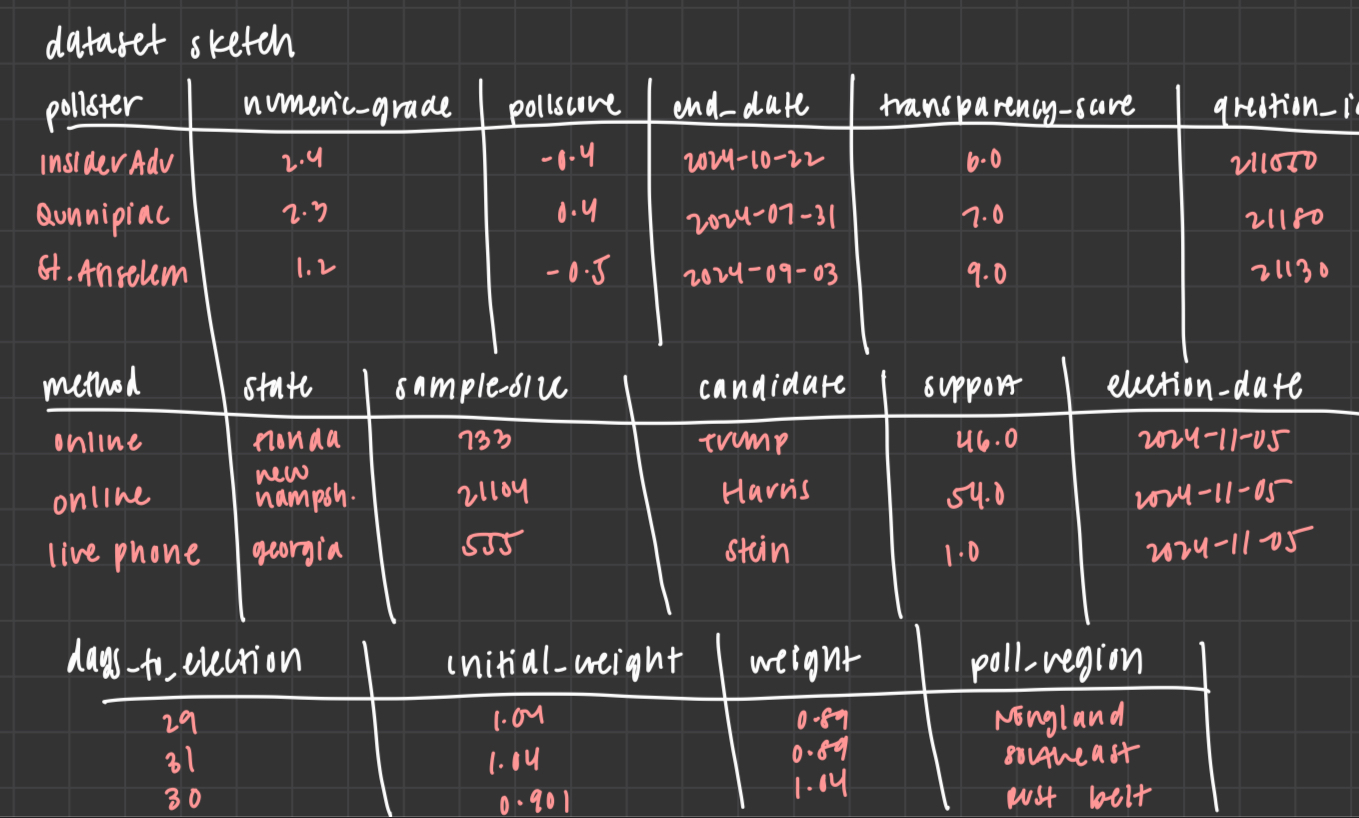 dataset sketch
pollster numeric_grade pollscore end_date transparency_score question_i
InsiderAdv 2.4 -0.4 2024-10-22 6.0
Qunnipiac 2.3 0.4 2024-07-31 7.0 21180
St. Anselem 1.2 -0.5 2024-09-03 9.0 21130
method state sample_size candidate support election_date
online Florida 733 Trump 46.0 2024-11-05
online new hampsh. 21104 Harris 54.0 2024-11-05
live phone georgia 555 Stein 1.0 2024-11-05
days_to_election initial_weight weight poll_region
29 1.04 0.89 NEngland
31 1.04 0.89 southeast
30 0.901 1.04 rust belt